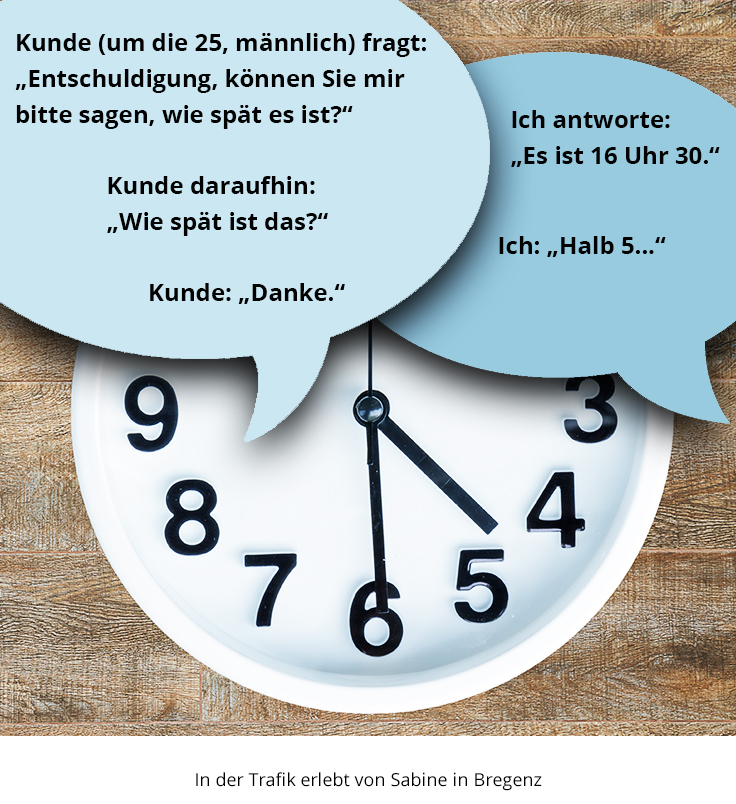 Kunde (um die 25, männlich) fragt:
„Entschuldigung, können Sie mir
bitte sagen, wie spät es ist?“
Ich antworte:
„Es ist 16 Uhr 30.“
Kunde daraufhin:
„Wie spät ist das?“
Ich: „Halb 5...“
Kunde: „Danke.“
9
3
8
4
7
5
6
In der Trafik erlebt von Sabine in Bregenz